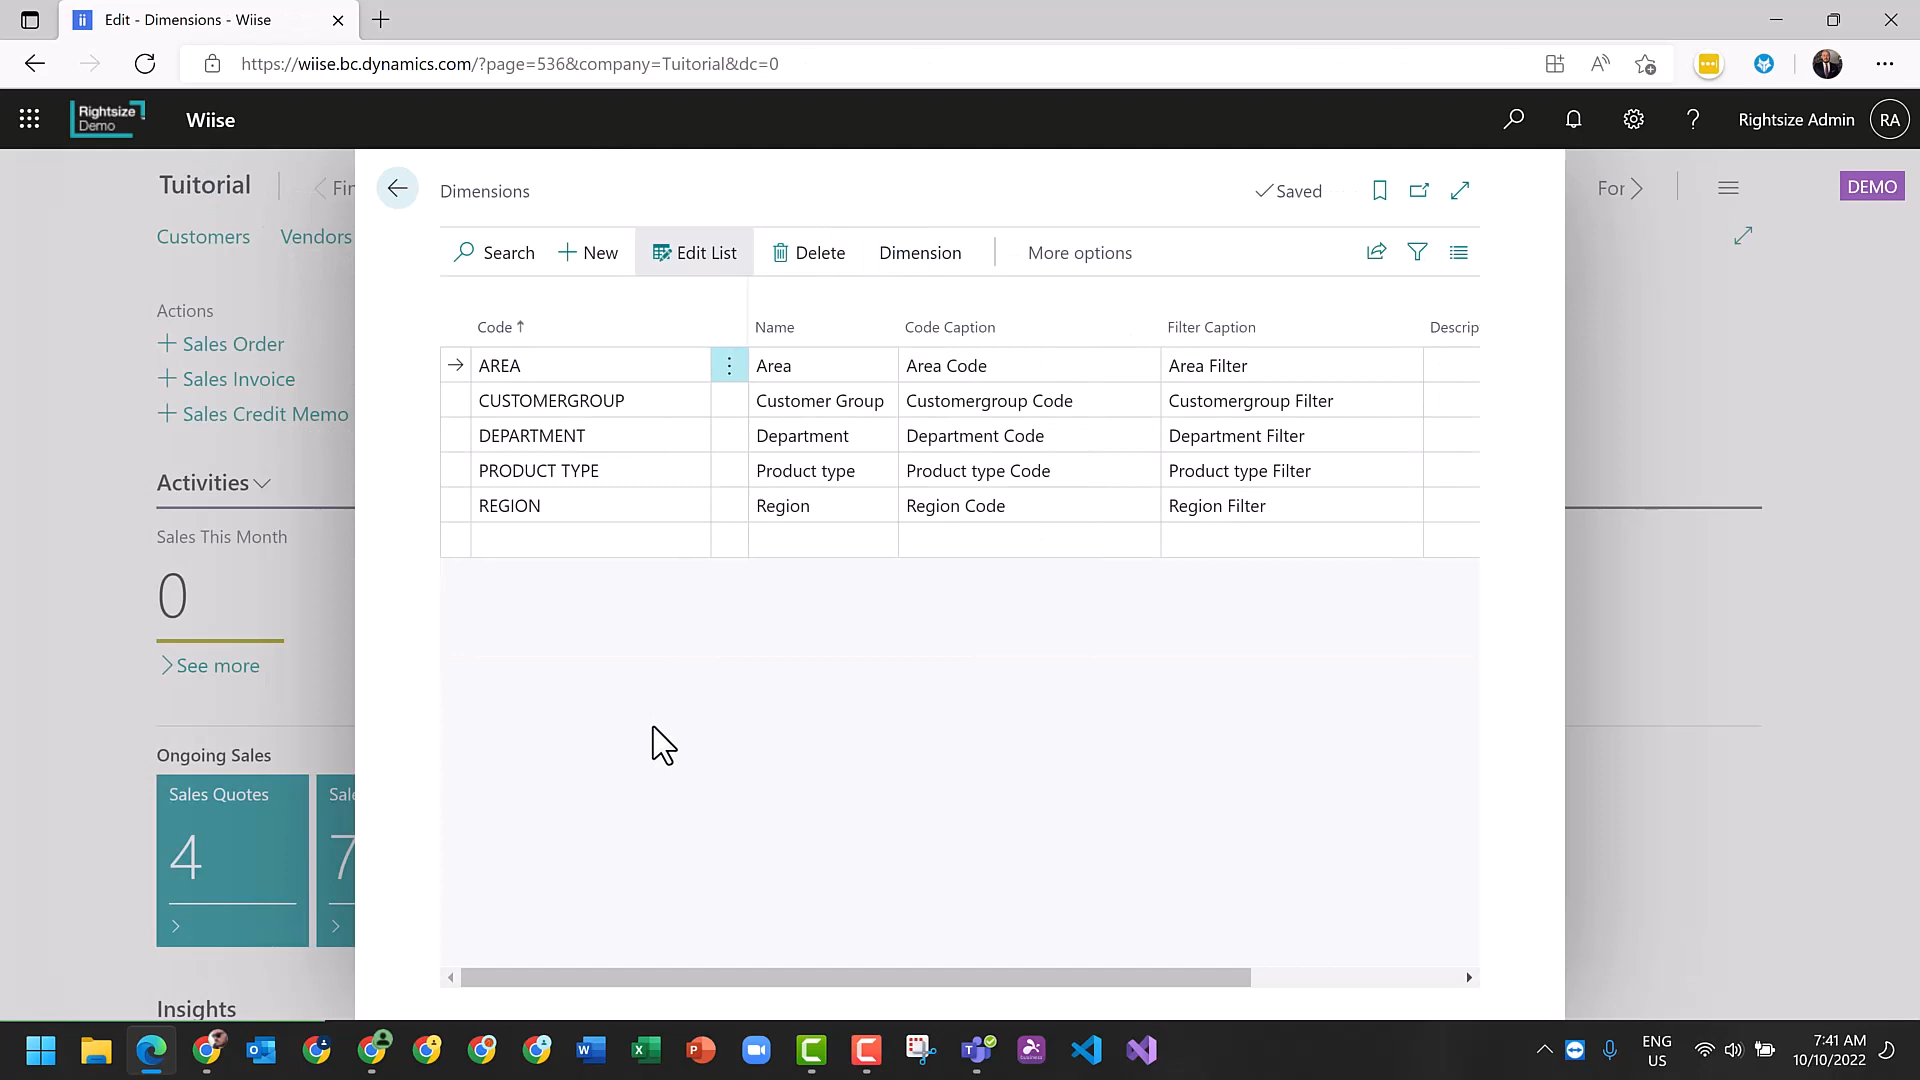 Edit - Dimensions - Wiise
https://wiise.bc.dynamics.com/?page=536&company=Tuitorial&dc=0
Rightsize
Demo
Wiise
Rightsize Admin
RA
Tuitorial
Fin
For
DEMO
Customers
Vendors
Dimensions
Saved
Search
New
Edit List
Delete
Dimension
More options
Actions
Sales Order
Sales Invoice
Sales Credit Memo
Code
Name
Code Caption
Filter Caption
Descrip
AREA
Area
Area Code
Area Filter
CUSTOMERGROUP
Customer Group
Customergroup Code
Customergroup Filter
DEPARTMENT
Department
Department Code
Department Filter
PRODUCT TYPE
Product type
Product type Code
Product type Filter
REGION
Region
Region Code
Region Filter
Activities
Sales This Month
0
See more
Ongoing Sales
Sales Quotes
Sale
4
7
Insights
ENG
US
7:41 AM
10/10/2022